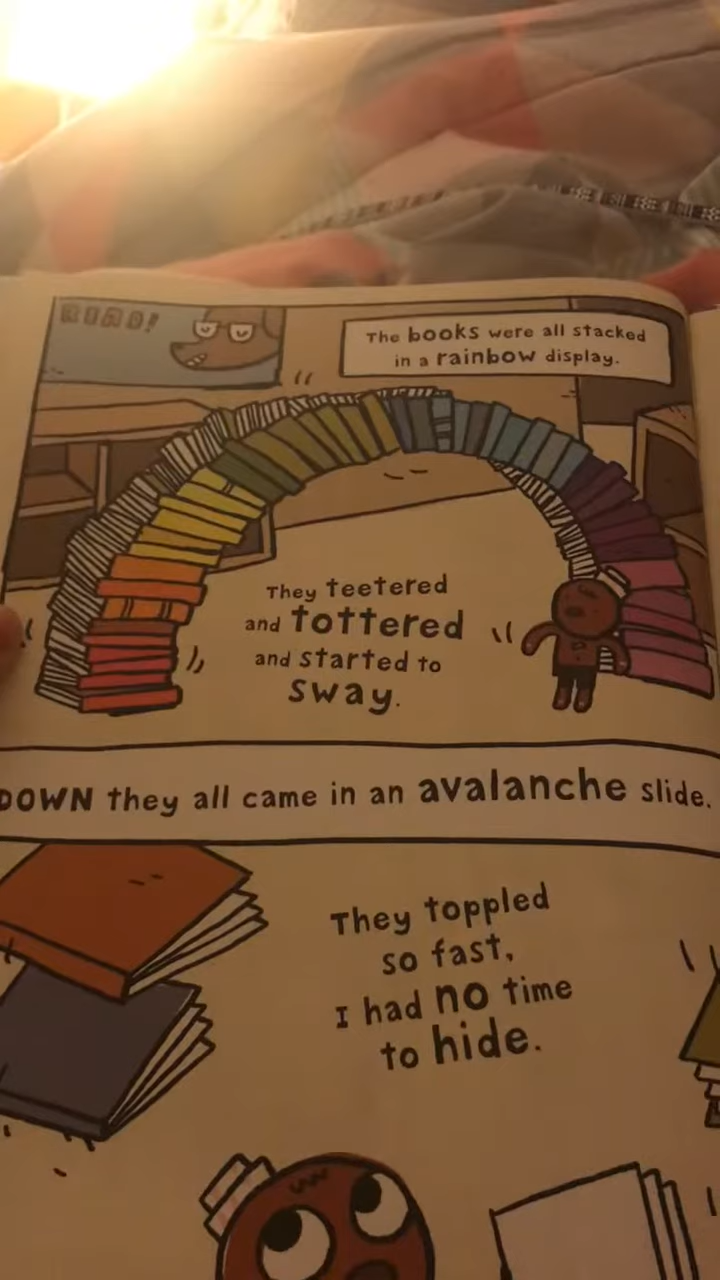 READ!
The books were all stacked
in a rainbow display.
They teetered
and tottered
and started to
sway.
DOWN they all came in an avalanche slide.
They toppled
so fast,
I had no time
to hide.